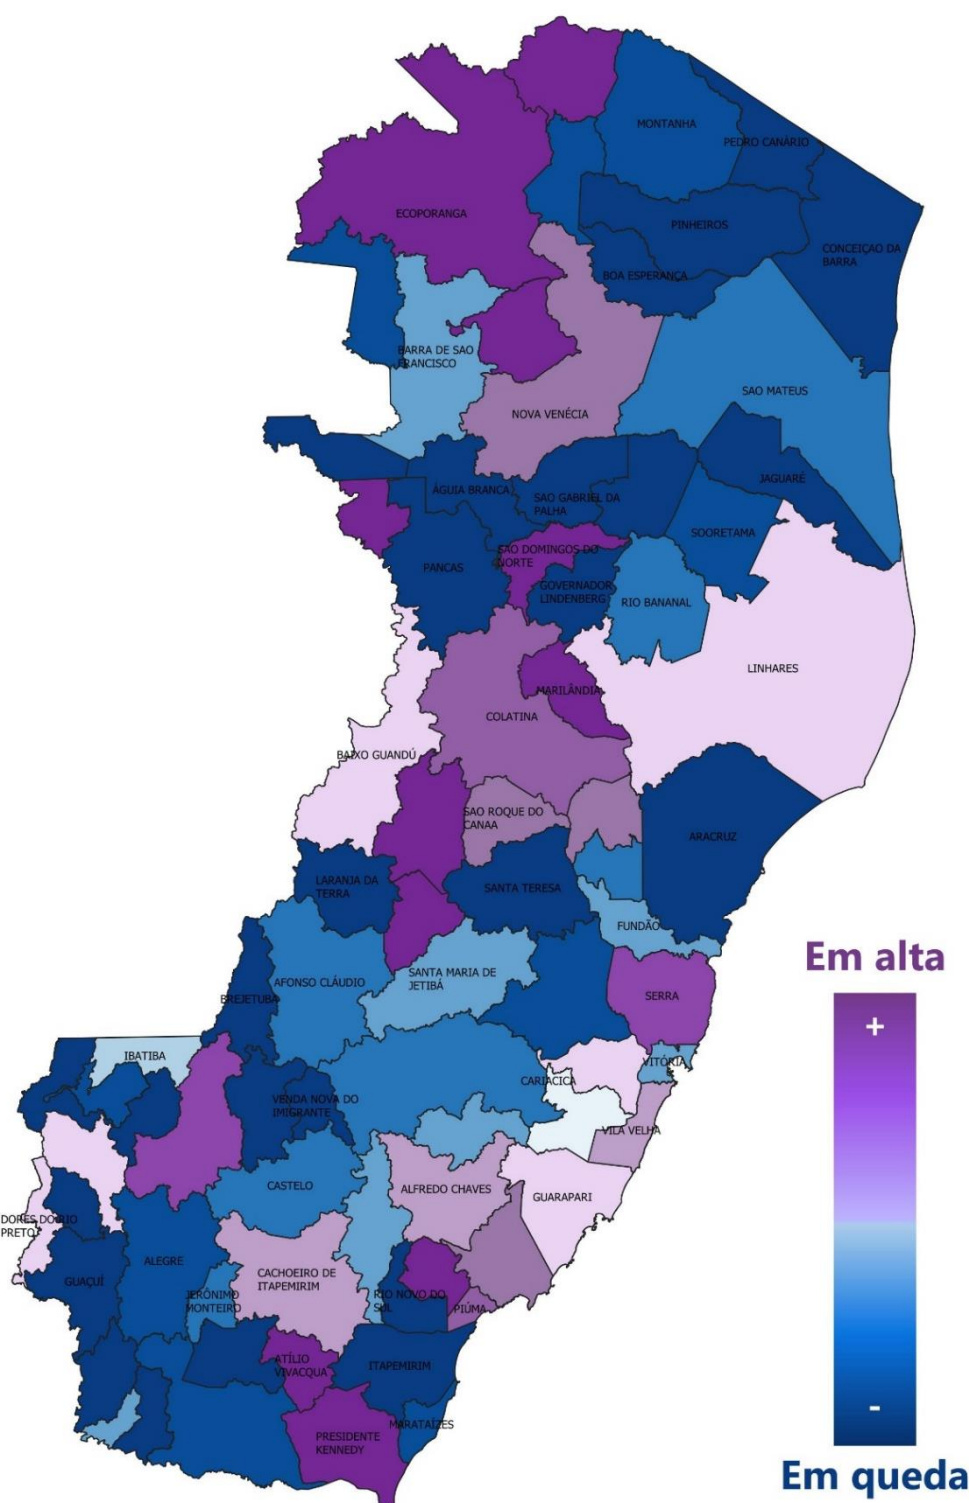 MONTANHA
PEDRO CANÁRIO
ECOPORANGA
PINHEIROS
CONCEIÇAO DA
BARRA
BOA ESPERANÇA
BARRA DE SAO
FRANCISCO
SAO MATEUS
NOVA VENÉCIA
JAGUARÉ
ÁGUIA BRANCA
SAO GABRIEL DA
PALHA
SOORETAMA
SAO DOMINGOS DO
NORTE
PANCAS
GOVERNADOR
LINDENBERG
RIO BANANAL
LINHARES
MARILÂNDIA
COLATINA
BAIXO GUANDÚ
SAO ROQUE DO
CANAA
ARACRUZ
LARANJA DA
TERRA
SANTA TERESA
FUNDÃO
Em alta
SANTA MARIA DE
JETIBÁ
AFONSO CLÁUDIO
BREJETUBA
SERRA
+
IBATIBA
VITÓRIA
CARIACICA
VENDA NOVA DO
IMIGRANTE
VILA VELHA
CASTELO
ALFREDO CHAVES
GUARAPARI
DORES DO RIO
PRETO
ALEGRE
GUAÇUÍ
CACHOEIRO DE
ITAPEMIRIM
JERÔNIMO
MONTEIRO
RIO NOVO DO
SUL
PIÚMA
ATÍLIO
VIVACQUA
ITAPEMIRIM
-
MARATAÍZES
PRESIDENTE
KENNEDY
Em queda